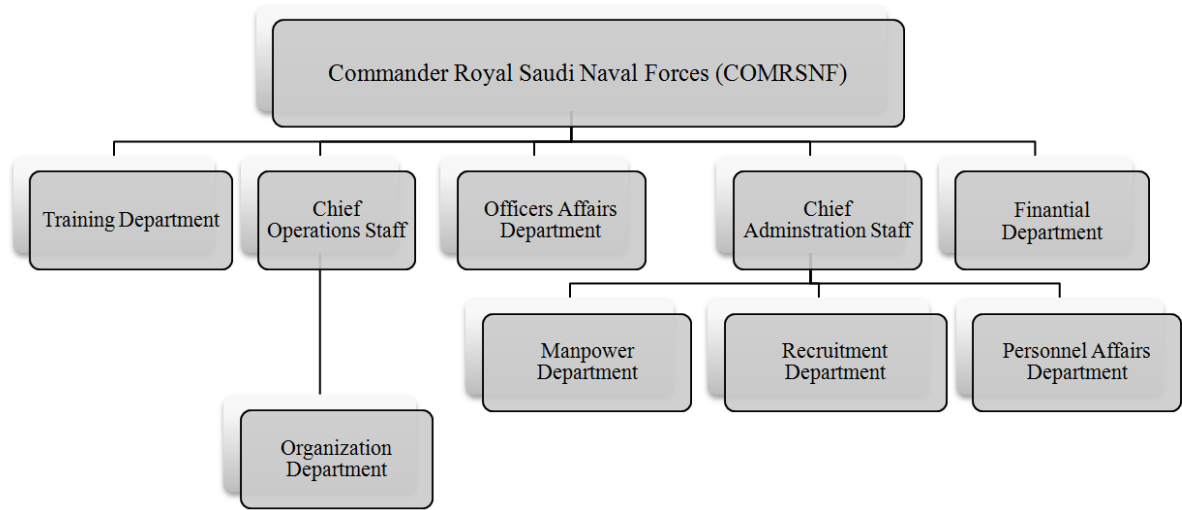 Commander Royal Saudi Naval Forces (COMRSNF)
Training Department
Chief
Operations Staff
Officers Affairs
Department
Chief
Adminstration Staff
Finantial
Department
Manpower
Department
Recruitment
Department
Personnel Affairs
Department
Organization
Department